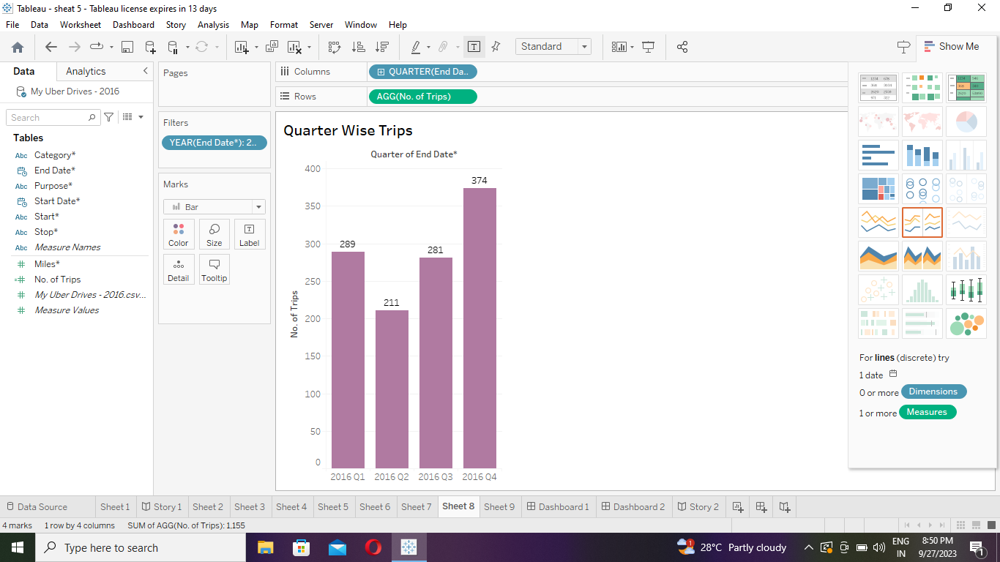 Tableau - sheat 5 - Tableau license expires in 13 days
File Data Worksheet Dashboard Story Analysis Map Format Server Window Help
Standard
Show Me
Data Analytics
My Uber Drives - 2016
Search
Tables
Abc Category*
End Date*
Abc Purpose*
Start Date*
Abc Start*
Abc Stop*
Abc Measure Names
Miles*
No. of Trips
My Uber Drives - 2016.csv...
Measure Values
Pages
Filters
YEAR(End Date*): 2..
Marks
Bar
Color Size Label
Detail Tooltip
Columns QUARTER(End Da..
Rows AGG(No. of Trips)
Quarter Wise Trips
Quarter of End Date*
No. of Trips
400
350
300
250
200
150
100
50
0
289 211 281 374
2016 Q1 2016 Q2 2016 Q3 2016 Q4
For lines (discrete) try
1 date
0 or more Dimensions
1 or more Measures
Data Source Sheet 1 Story 1 Sheet 2 Sheet 3 Sheet 4 Sheet 5 Sheet 6 Sheet 7 Sheet 8 Sheet 9 Dashboard 1 Dashboard 2 Story 2
4 marks 1 row by 4 columns SUM of AGG(No. of Trips): 1,155
Type here to search
1 28°C Partly cloudy
ENG
IN
8:50 PM
9/27/2023
1